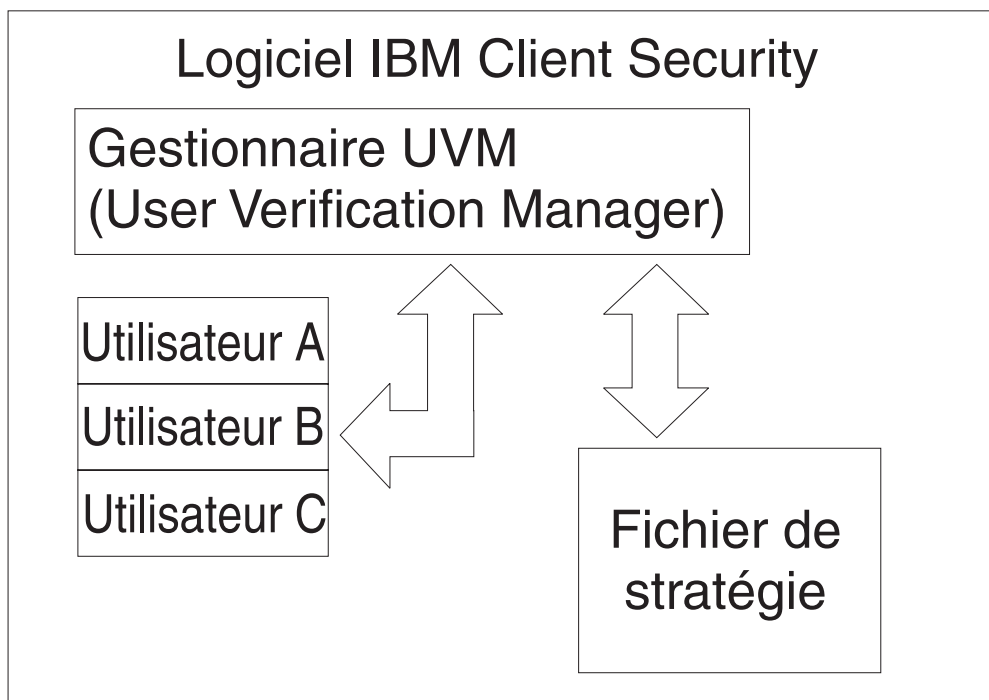 Logiciel IBM Client Security
Gestionnaire UVM
(User Verification Manager)
Utilisateur A
Utilisateur B
Utilisateur C
Fichier de
stratégie